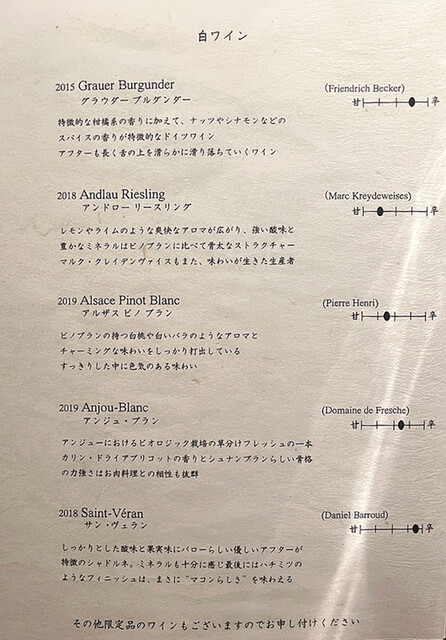 白ワイン
2015 Grauer Burgunder (Friendrich Becker)
グラウダー ブルグンダー 甘 辛
特徴的な柑橘系の香りに加えて、ナッツやシナモンなどの
スパイスの香りが特徴的なドイツワイン
アフターも長く舌の上を滑らかに滑り落ちていくワイン
2018 Andlau Riesling (Marc Kreydeweises)
アンドロー リースリング 甘 辛
レモンやライムのような爽快なアロマが広がり、強い酸味と
豊かなミネラルはピノブランに比べて骨太なストラクチャー
マルク・クレイデンヴァイスもまた、味わいが生きた生産者
2019 Alsace Pinot Blanc (Pierre Henri)
アルザス ピノ ブラン 甘 辛
ピノブランの持つ白桃や白いバラのようなアロマと
チャーミングな味わいをしっかり打出している
すっきりした中に色気のある味わい
2019 Anjou-Blanc (Domaine de Fresche)
アンジュ・ブラン 甘 辛
アンジューにおけるビオロジック栽培の草分けフレッシュの一本
カリン・ドライアプリコットの香りとシュナンブランらしい骨格
の力強さはお肉料理との相性も抜群
2018 Saint-Véran (Daniel Barroud)
サン・ヴェラン 甘 辛
しっかりとした酸味と果実味にバローらしい優しいアフターが
特徴のシャドルネ。ミネラルも十分に感じ最後にはハチミツの
ようなフィニッシュは、まさに“マコンらしさ”を味わえる
その他限定品のワインもございますのでお申し付けください